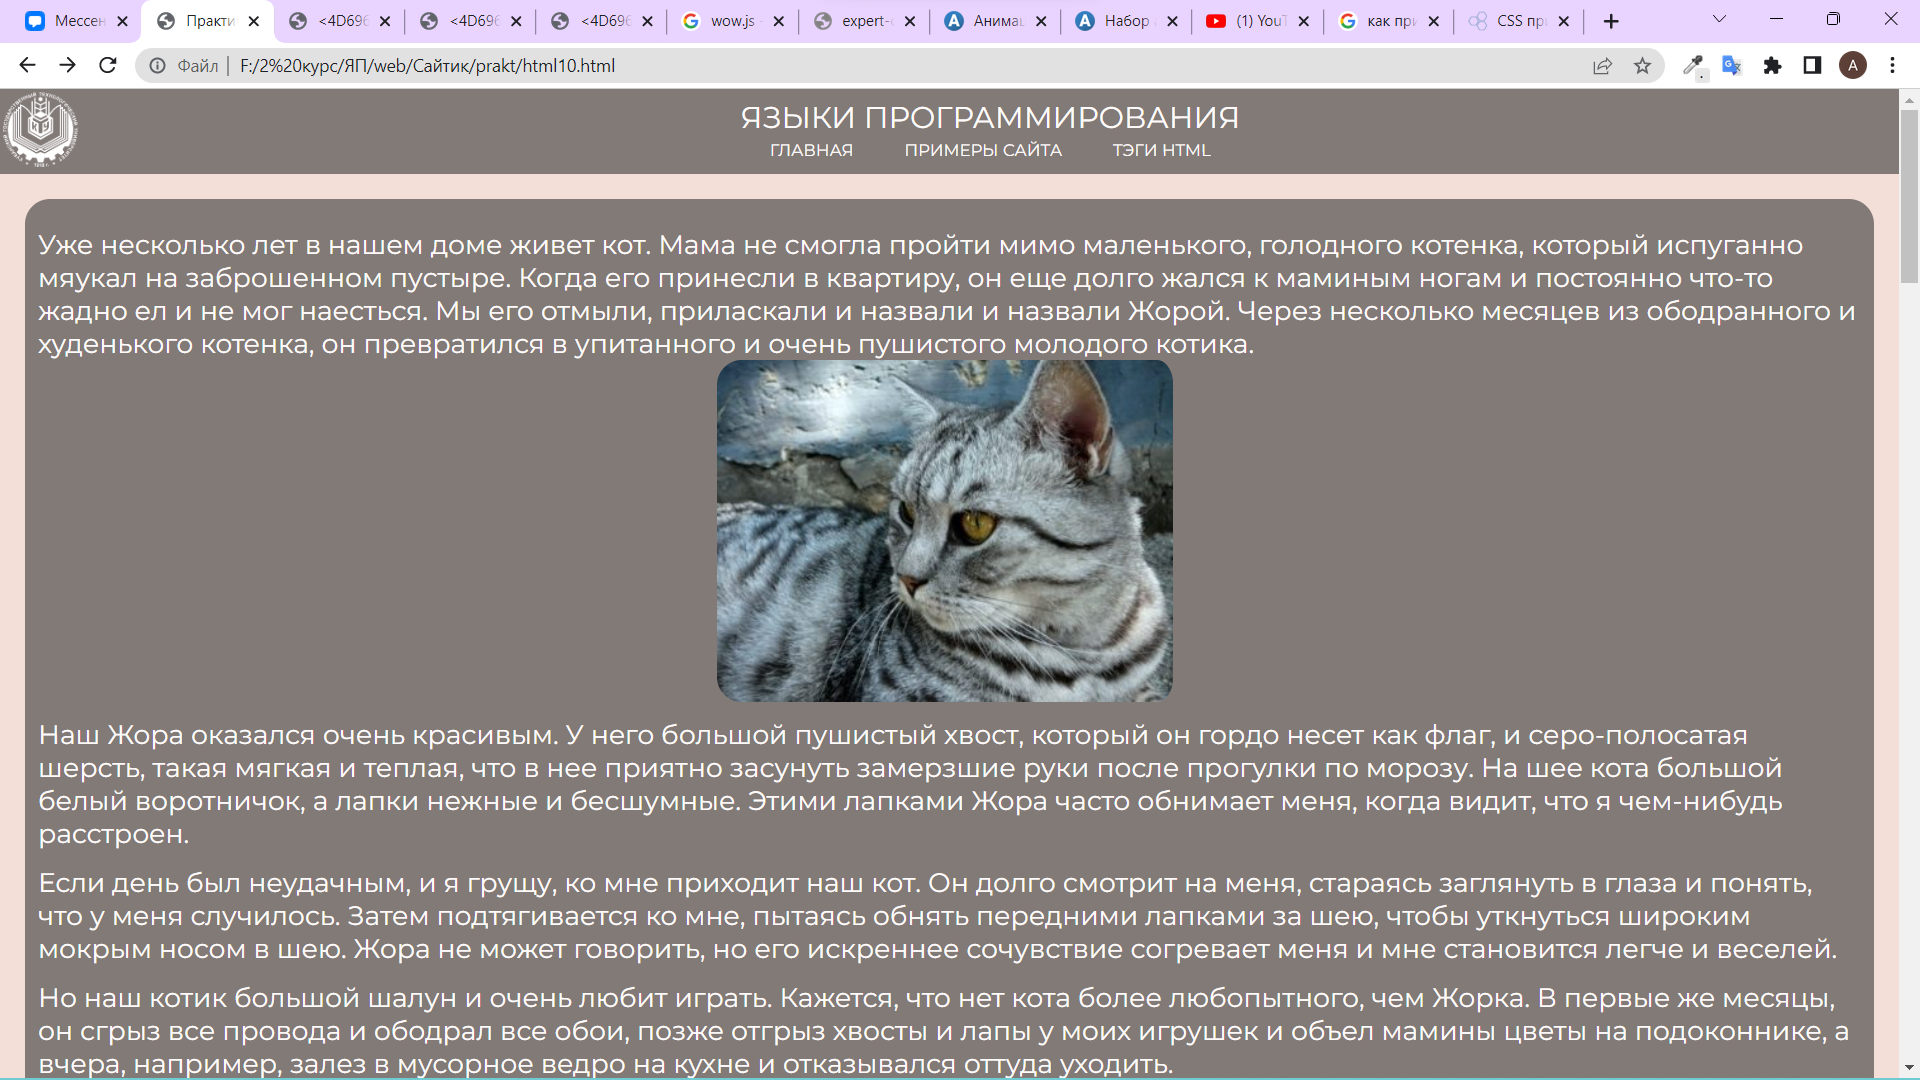 Мессен
Практи
<4D696
<4D696
<4D696
wow.js
expert-
Анимац
Набор
(1) YouT
как при
CSS пр
Файл | F:/2%20курс/ЯП/web/Сайтик/prakt/html10.html
A
ЯЗЫКИ ПРОГРАММИРОВАНИЯ
ГЛАВНАЯ ПРИМЕРЫ САЙТА ТЭГИ HTML
Уже несколько лет в нашем доме живет кот. Мама не смогла пройти мимо маленького, голодного котенка, который испуганно
мяукал на заброшенном пустыре. Когда его принесли в квартиру, он еще долго жался к маминым ногам и постоянно что-то
жадно ел и не мог наесться. Мы его отмыли, приласкали и назвали и назвали Жорой. Через несколько месяцев из ободранного и
худенького котенка, он превратился в упитанного и очень пушистого молодого котика.
Наш Жора оказался очень красивым. У него большой пушистый хвост, который он гордо несет как флаг, и серо-полосатая
шерсть, такая мягкая и теплая, что в нее приятно засунуть замерзшие руки после прогулки по морозу. На шее кота большой
белый воротничок, а лапки нежные и бесшумные. Этими лапками Жора часто обнимает меня, когда видит, что я чем-нибудь
расстроен.
Если день был неудачным, и я грущу, ко мне приходит наш кот. Он долго смотрит на меня, стараясь заглянуть в глаза и понять,
что у меня случилось. Затем подтягивается ко мне, пытаясь обнять передними лапками за шею, чтобы уткнуться широким
мокрым носом в шею. Жора не может говорить, но его искреннее сочувствие согревает меня и мне становится легче и веселей.
Но наш котик большой шалун и очень любит играть. Кажется, что нет кота более любопытного, чем Жорка. В первые же месяцы,
он сгрыз все провода и ободрал все обои, позже отгрыз хвосты и лапы у моих игрушек и объел мамины цветы на подоконнике, а
вчера, например, залез в мусорное ведро на кухне и отказывался оттуда уходить.